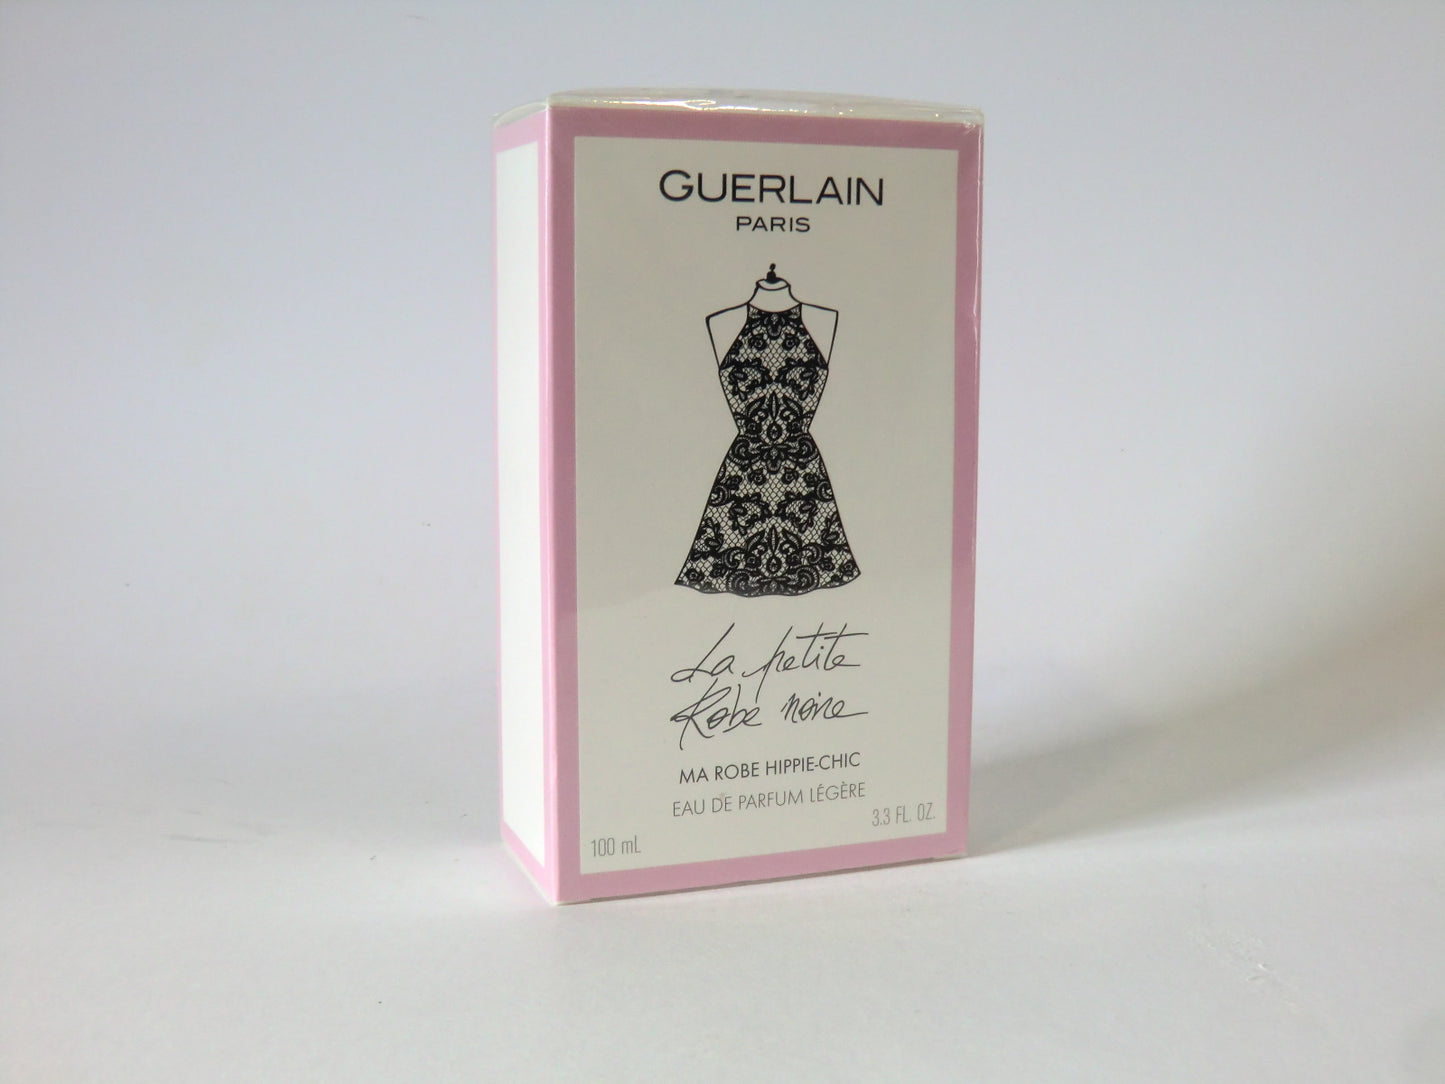 GUERLAIN
PARIS
La petite
Robe noire
MA ROBE HIPPIE-CHIC
EAU DE PARFUM LÉGÈRE
100 mL
3.3 FL. OZ.